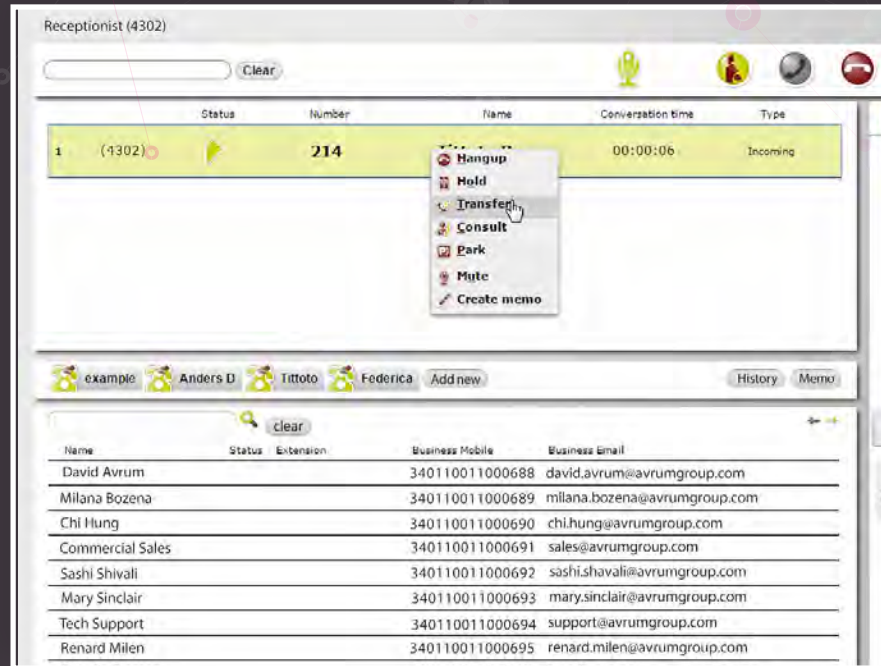 Receptionist (4302)
Clear
Status Number Name Conversation time Type
1 (4302) 214 00:00:06 Incoming
Hangup
Hold
Transfer
Consult
Park
Mute
Create memo
example Anders D Tittoto Federica Add new History Memo
clear
Name Status Extension Business Mobile Business Email
David Avrum 340110011000688 david.avrum@avrumgroup.com
Milana Bozena 340110011000689 milana.bozena@avrumgroup.com
Chi Hung 340110011000690 chi.hung@avrumgroup.com
Commercial Sales 340110011000691 sales@avrumgroup.com
Sashi Shivali 340110011000692 sashi.shavali@avrumgroup.com
Mary Sinclair 340110011000693 mary.sinclair@avrumgroup.com
Tech Support 340110011000694 support@avrumgroup.com
Renard Milen 340110011000695 renard.milen@avrumgroup.com